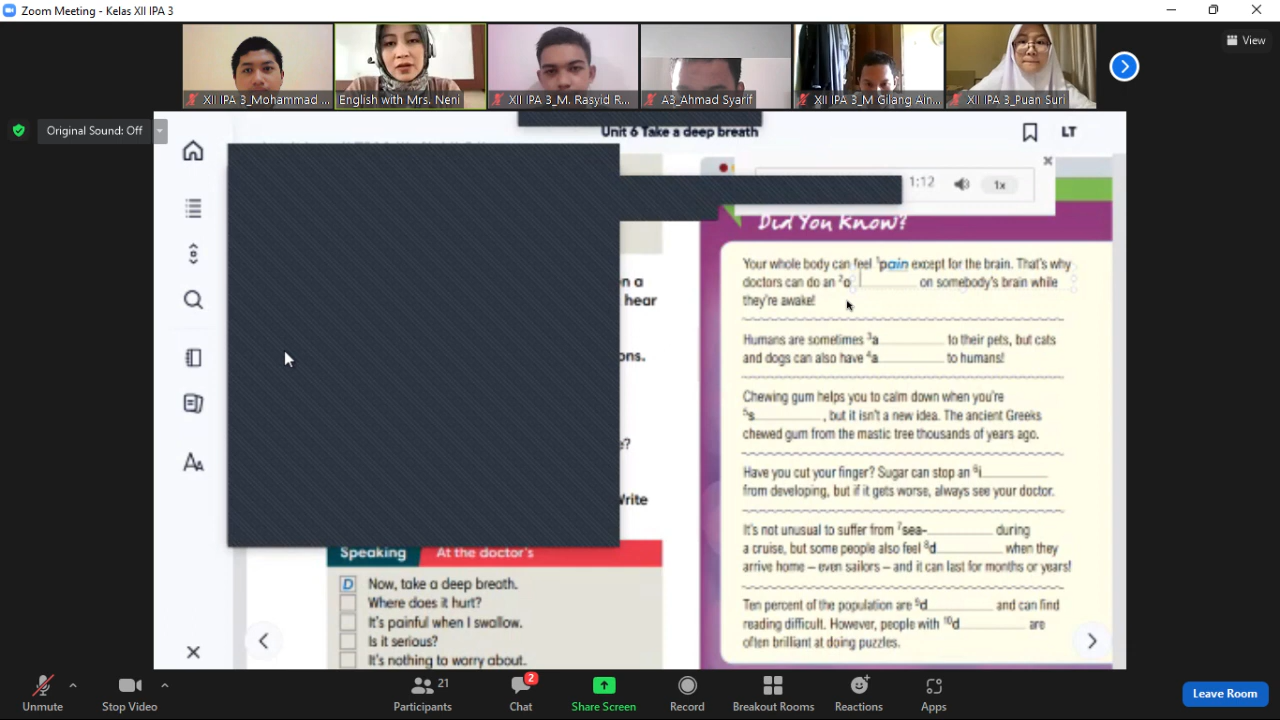 Zoom Meeting - Kelas XII IPA 3
View
XII IPA 3_Mohammad ...
English with Mrs. Neni
XII IPA 3_M. Rasyid R...
A3_Ahmad Syarif
XII IPA 3_M Gilang Ain...
XII IPA 3_Puan Suri
Original Sound: Off
Unit 6 Take a deep breath
LT
1:12
1x
n a
hear
ons.
e?
Write
Speaking
At the doctor's
D Now, take a deep breath.
Where does it hurt?
It's painful when I swallow.
Is it serious?
It's nothing to worry about.
Did You Know?
Your whole body can feel 1pain except for the brain. That's why
doctors can do an 2o__________ on somebody's brain while
they're awake!
Humans are sometimes 3a__________ to their pets, but cats
and dogs can also have 4a__________ to humans!
Chewing gum helps you to calm down when you're
5s__________, but it isn't a new idea. The ancient Greeks
chewed gum from the mastic tree thousands of years ago.
Have you cut your finger? Sugar can stop an 6i__________
from developing, but if it gets worse, always see your doctor.
It's not unusual to suffer from 7sea-__________ during
a cruise, but some people also feel 8d__________ when they
arrive home – even sailors – and it can last for months or years!
Ten percent of the population are 9d__________ and can find
reading difficult. However, people with 10d__________ are
often brilliant at doing puzzles.
Unmute
Stop Video
21
Participants
2
Chat
Share Screen
Record
Breakout Rooms
Reactions
Apps
Leave Room